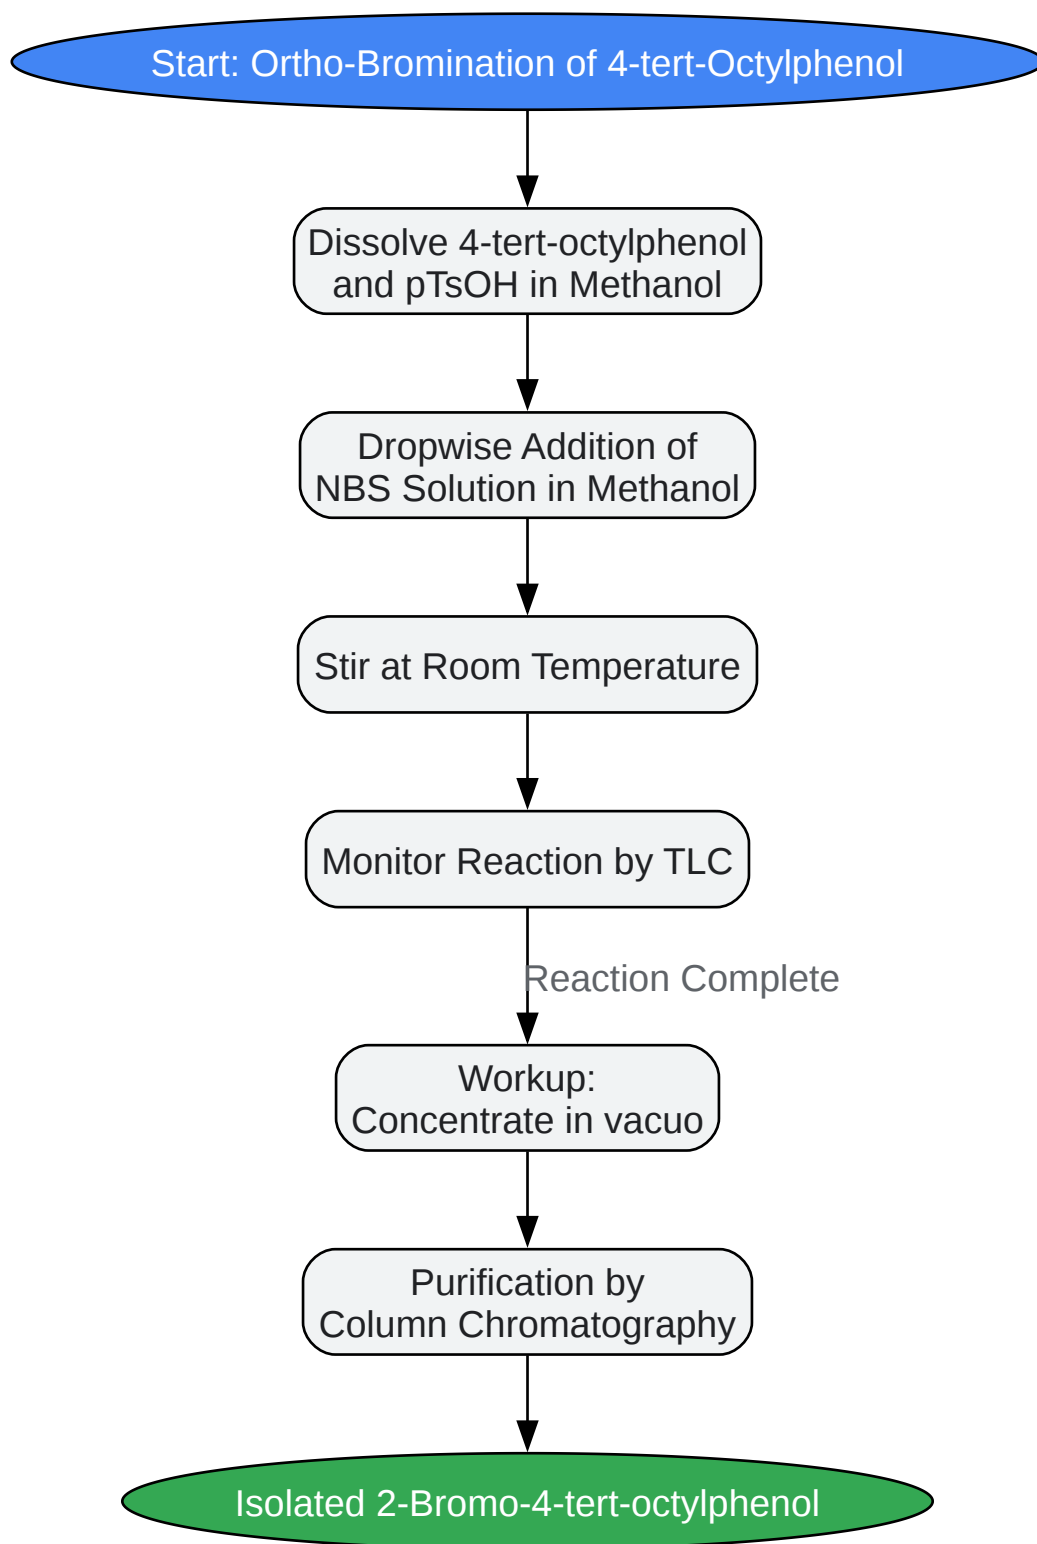 Start: Ortho-Bromination of 4-tert-Octylphenol
Dissolve 4-tert-octylphenol
and pTsOH in Methanol
Dropwise Addition of
NBS Solution in Methanol
Stir at Room Temperature
Monitor Reaction by TLC
Reaction Complete
Workup:
Concentrate in vacuo
Purification by
Column Chromatography
Isolated 2-Bromo-4-tert-octylphenol